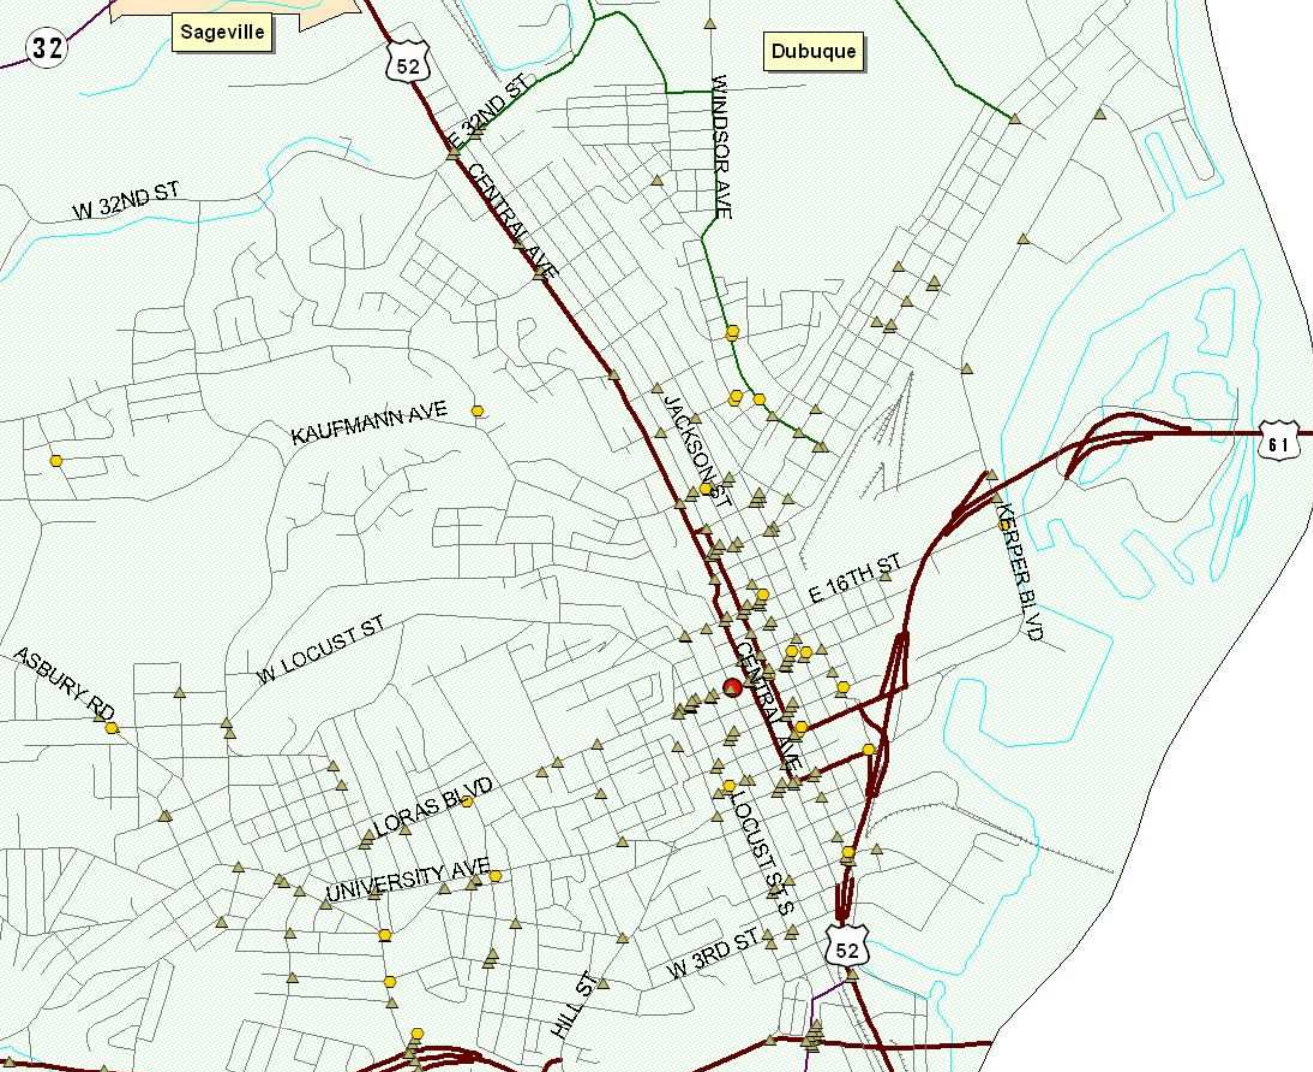 Sageville
32
52
Dubuque
E 32ND ST
WINDSOR AVE
W 32ND ST
CENTRAL AVE
KAUFMANN AVE
JACKSON ST
61
KERPER BLVD
E 16TH ST
W LOCUST ST
ASBURY RD
CENTRAL AVE
LORAS BLVD
LOCUST ST S
UNIVERSITY AVE
W 3RD ST
52
HILL ST